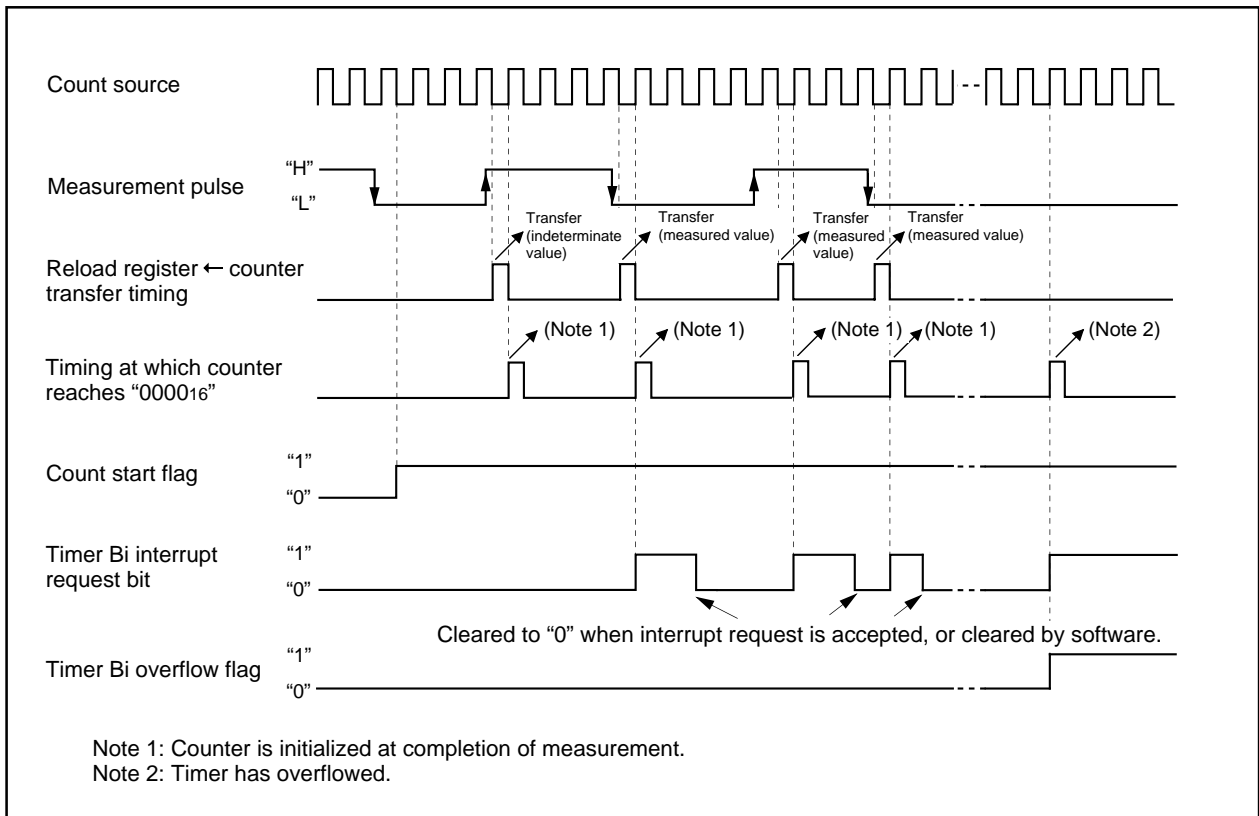 Count source
Measurement pulse
“H”
“L”
Transfer
(indeterminate
value)
Transfer
(measured value)
Transfer
(measured
value)
Transfer
(measured value)
Reload register ← counter
transfer timing
(Note 1)
(Note 1)
(Note 1)
(Note 1)
(Note 2)
Timing at which counter
reaches “000016”
Count start flag
“1”
“0”
Timer Bi interrupt
request bit
“1”
“0”
Cleared to “0” when interrupt request is accepted, or cleared by software.
Timer Bi overflow flag
“1”
“0”
Note 1: Counter is initialized at completion of measurement.
Note 2: Timer has overflowed.